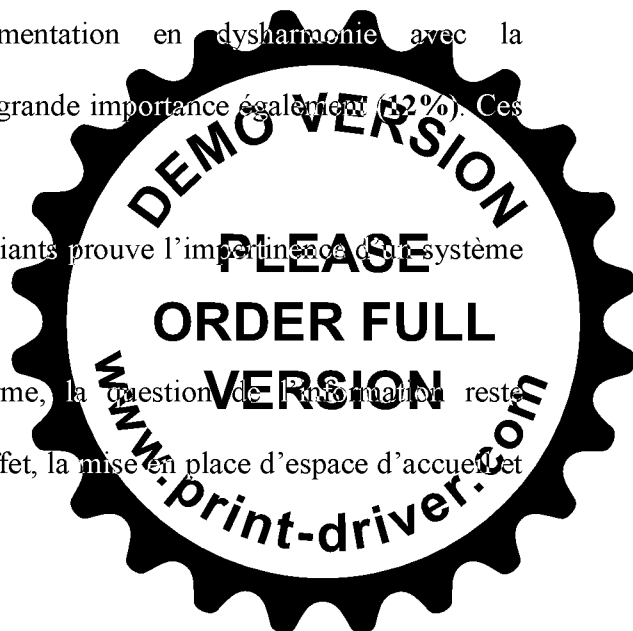 mentation en dysharmonie avec la
grande importance également (12%). Ces
DEMO VERSION
iants prouve l’impertinence d’un système
PLEASE
ORDER FULL
VERSION
me, la question de l’information reste
ffet, la mise en place d’espace d’accueil et
www.print-driver.com